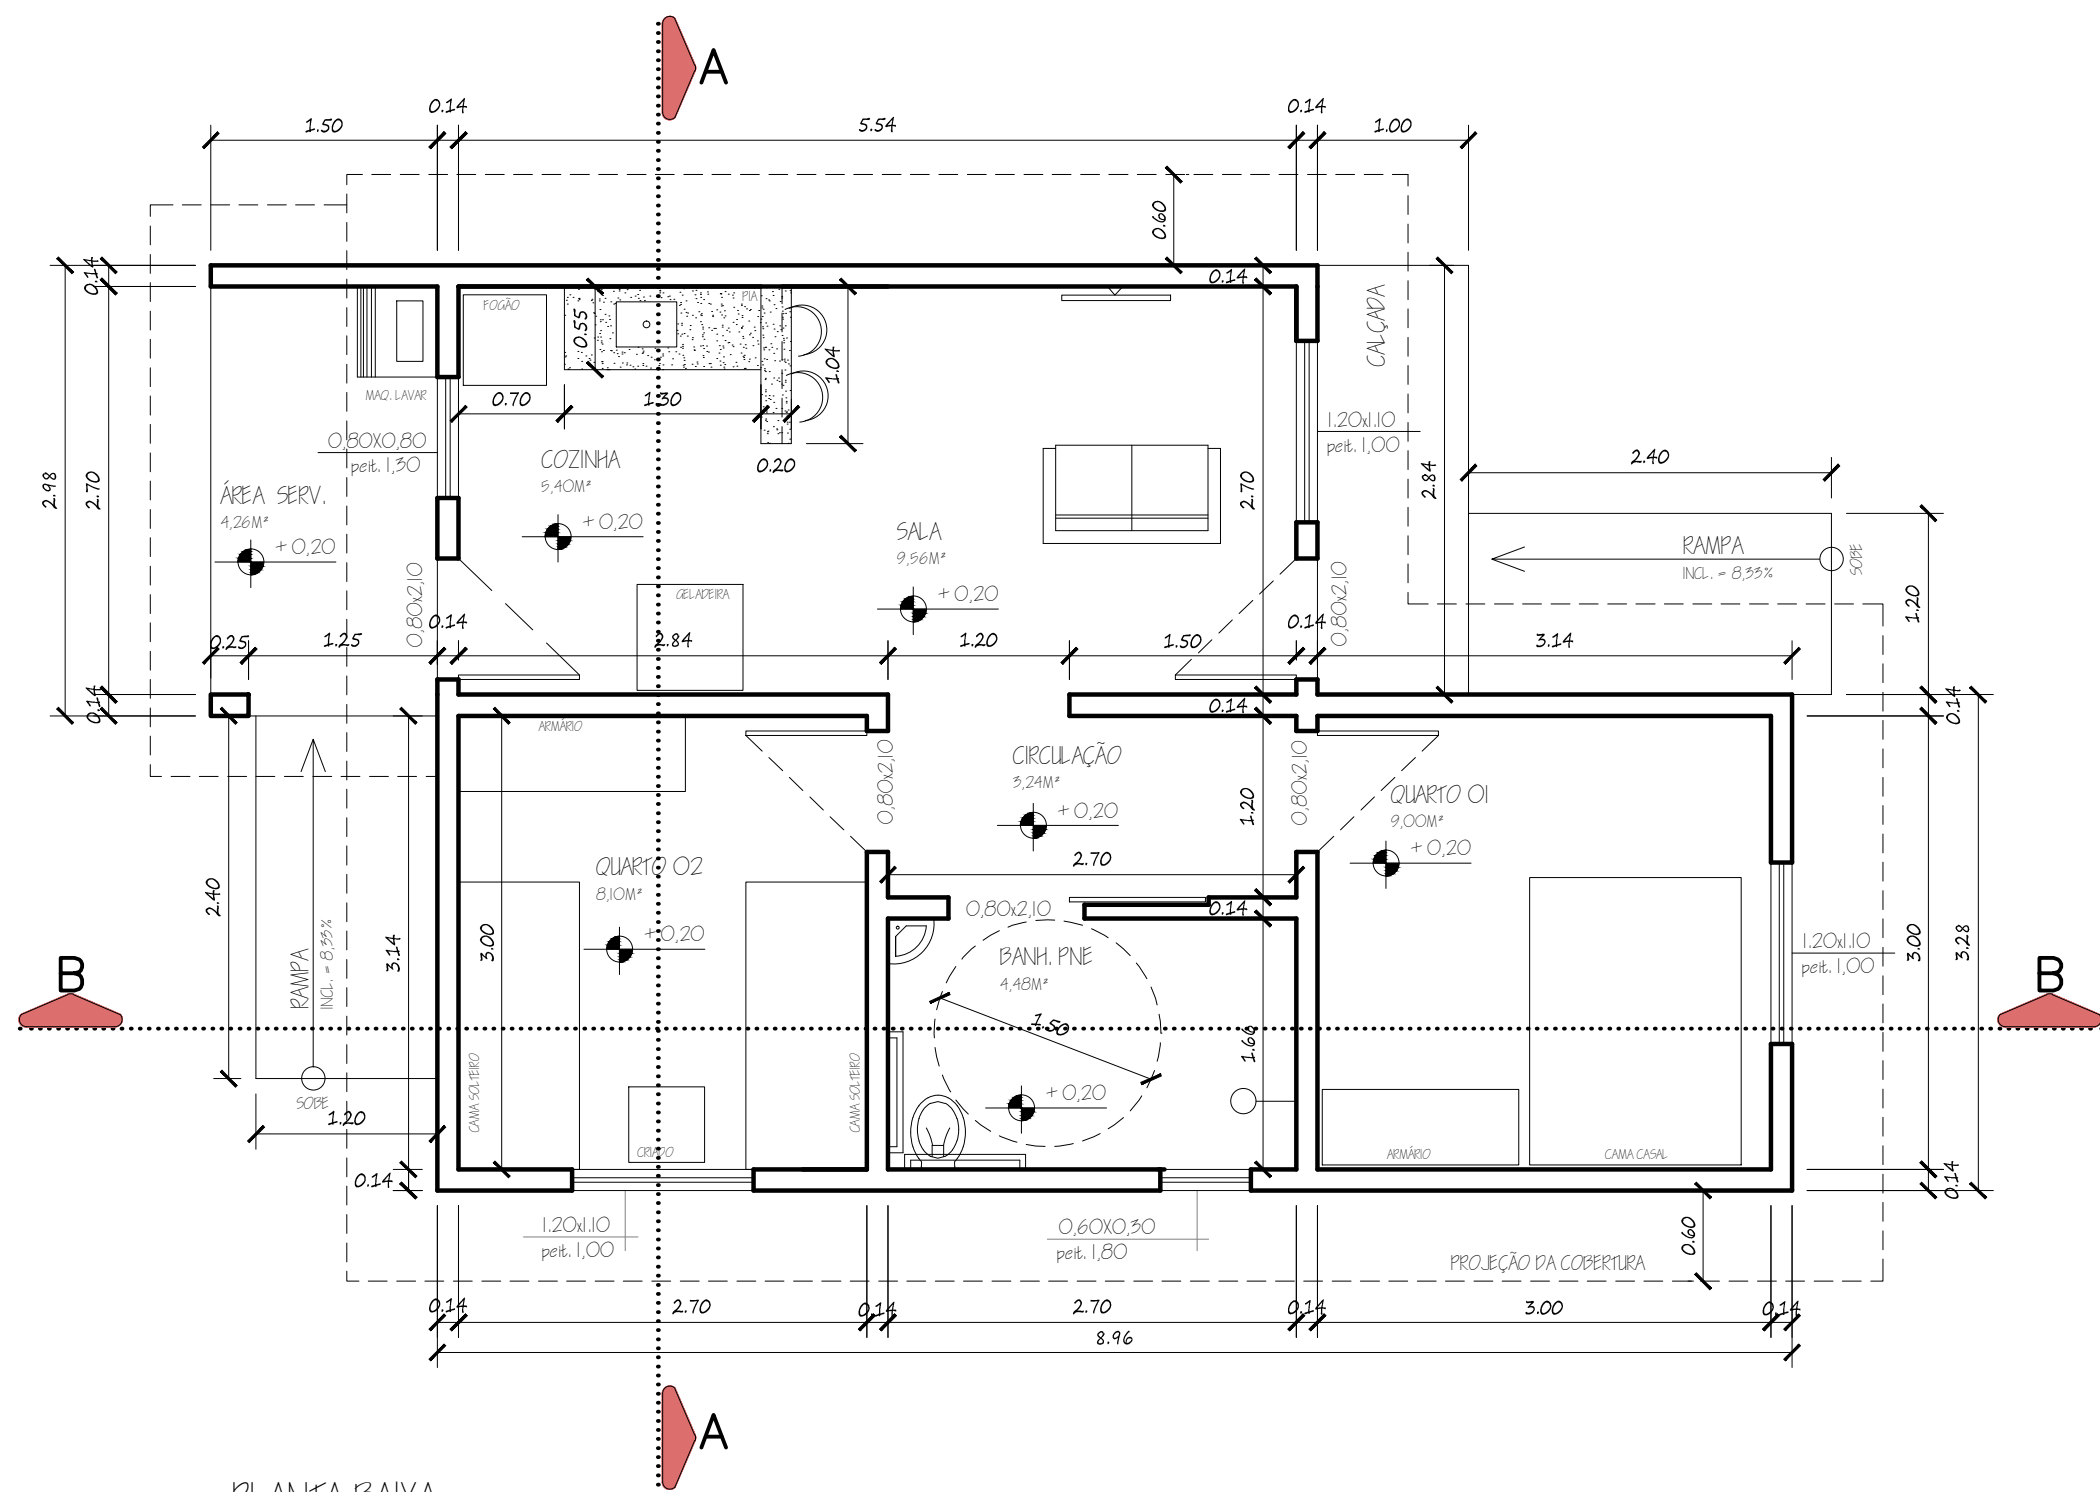 A
0.14
0.14
1.50
5.54
1.00
0.60
0.14
0.14
FOGÃO
PIA
0.55
1.04
CALÇADA
MAQ. LAVAR
0.70
1.30
0.20
0,80X0,80
peit. 1,30
1.20x1.10
peit. 1,00
COZINHA
5,40M²
2.40
2.98
2.70
2.70
2.84
ÁREA SERV.
4,26M²
+0,20
+0,20
SALA
9,56M²
+0,20
RAMPA
INCL. = 8,33%
SOBE
0,80x2,10
0,80x2,10
GELADEIRA
1.20
0.25
1.25
0.14
2.84
1.20
1.50
0.14
3.14
0.14
0.14
0.14
ARMÁRIO
CIRCULAÇÃO
3,24M²
+0,20
0,80x2,10
0,80x2,10
1.20
QUARTO 01
9,00M²
+0,20
QUARTO 02
8,10M²
+0,20
2.70
2.40
0,80x2,10
0.14
3.14
3.00
RAMPA
INCL. = 8,33%
BANH. PNE
4,48M²
1.20x1.10
peit. 1,00
3.00
3.28
B
B
1.50
1.66
+0,20
SOBE
1.20
CAMA SOLTEIRO
CAMA SOLTEIRO
CRIADO
ARMÁRIO
CAMA CASAL
0.14
0.14
1.20x1.10
peit. 1,00
0,60X0,30
peit. 1,80
0.60
PROJEÇÃO DA COBERTURA
0.14
2.70
0.14
2.70
0.14
3.00
0.14
8.96
A
PLANTA BAIXA